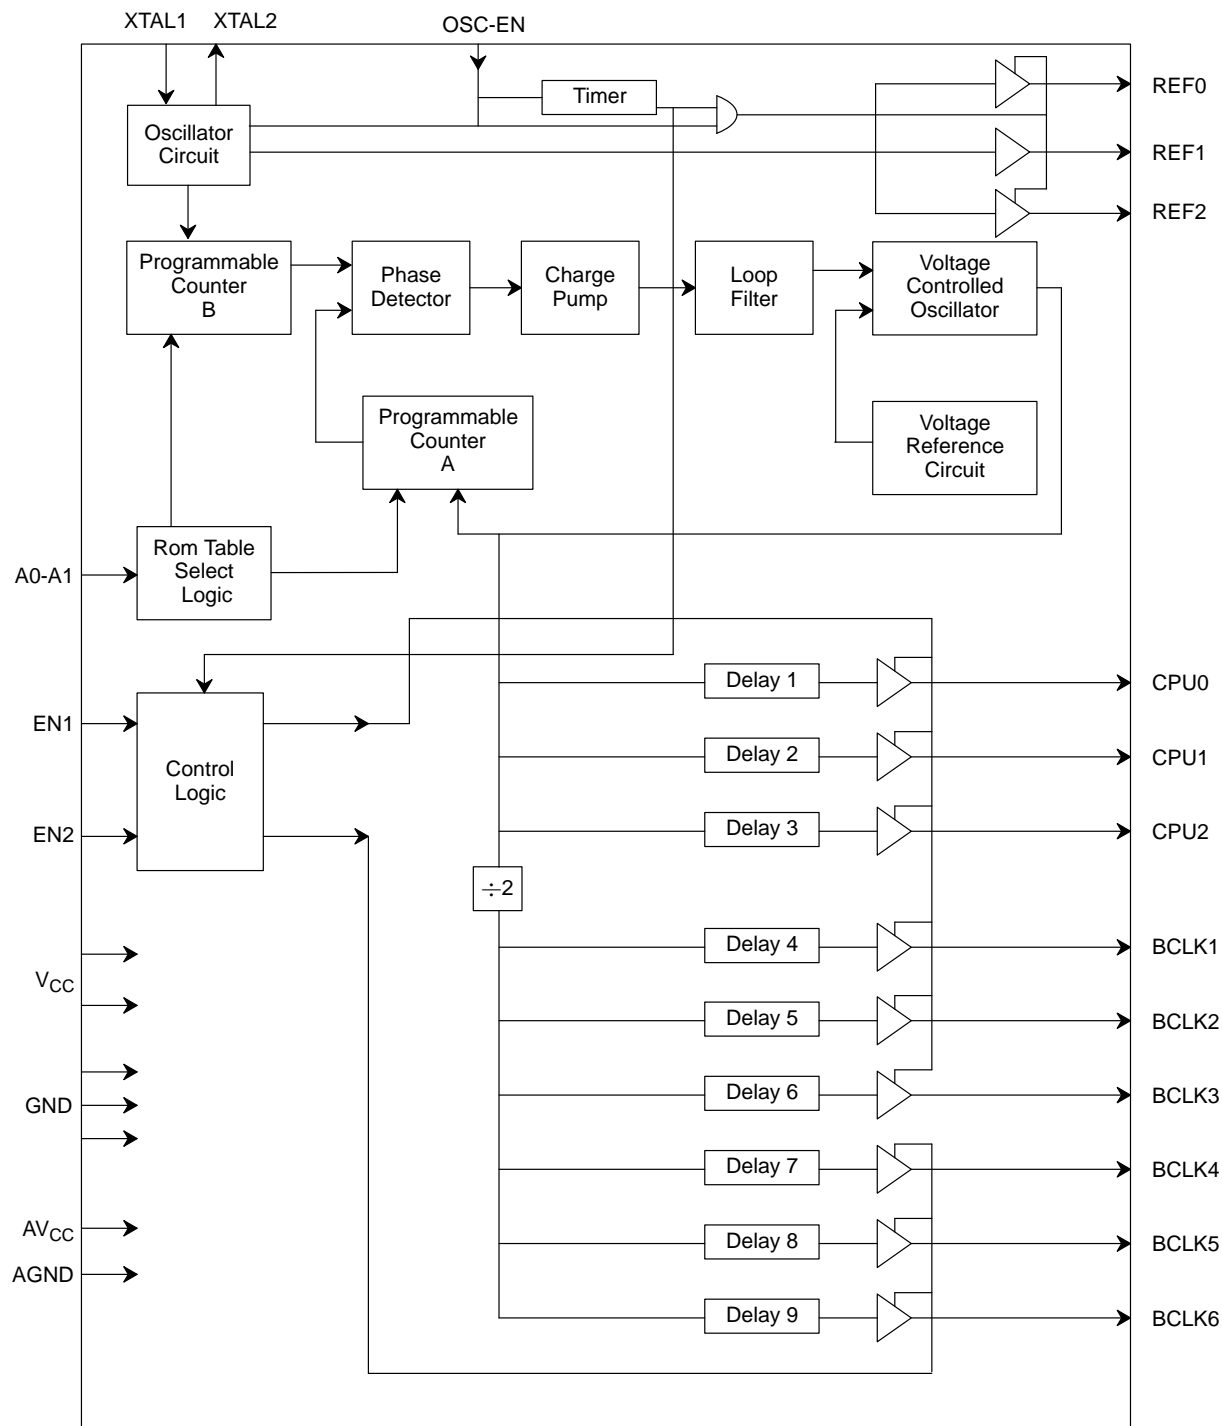 XTAL1 XTAL2 OSC-EN
Timer
REF0
Oscillator
Circuit
REF1
REF2
Programmable
Counter
B
Phase
Detector
Charge
Pump
Loop
Filter
Voltage
Controlled
Oscillator
Programmable
Counter
A
Voltage
Reference
Circuit
A0-A1
Rom Table
Select
Logic
Delay 1
CPU0
EN1
Control
Logic
Delay 2
CPU1
EN2
Delay 3
CPU2
÷2
Delay 4
BCLK1
VCC
Delay 5
BCLK2
GND
Delay 6
BCLK3
Delay 7
BCLK4
AVCC
Delay 8
BCLK5
AGND
Delay 9
BCLK6